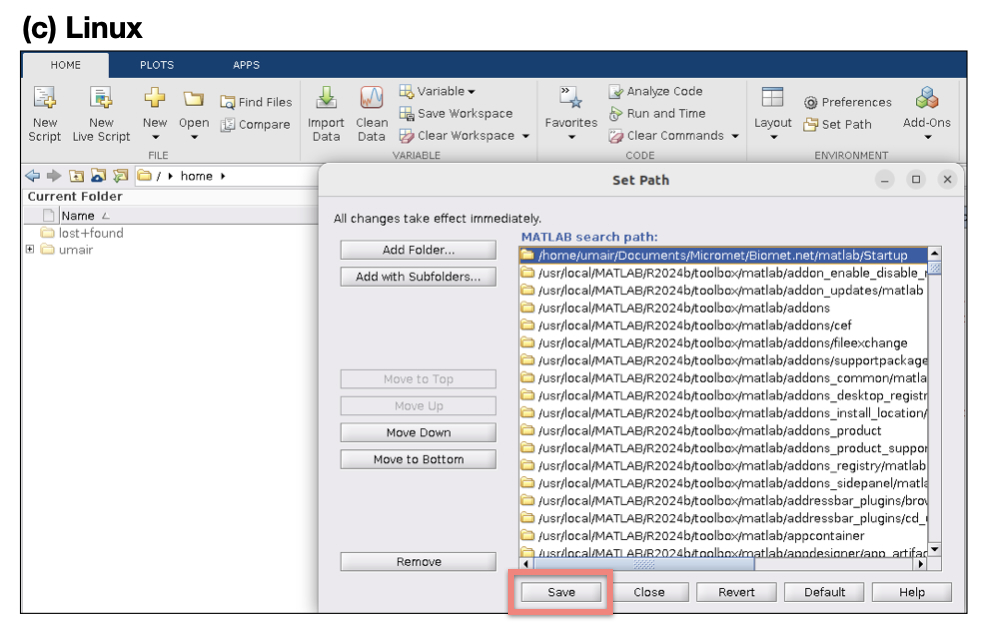 (c) Linux
HOME PLOTS APPS
New Script
New Live Script
New
Open
Find Files
Compare
FILE
Import Data
Clean Data
Variable
Save Workspace
Clear Workspace
VARIABLE
Favorites
Analyze Code
Run and Time
Clear Commands
CODE
Layout
Preferences
Set Path
Add-Ons
ENVIRONMENT
/ home
Current Folder
Name
lost+found
umair
Set Path
All changes take effect immediately.
MATLAB search path:
Add Folder...
Add with Subfolders...
Move to Top
Move Up
Move Down
Move to Bottom
Remove
/home/umair/Documents/Micromet/Biomet.net/matlab/Startup
/usr/local/MATLAB/R2024b/toolbox/matlab/addon_enable_disable_
/usr/local/MATLAB/R2024b/toolbox/matlab/addon_updates/matlab
/usr/local/MATLAB/R2024b/toolbox/matlab/addons
/usr/local/MATLAB/R2024b/toolbox/matlab/addons/cef
/usr/local/MATLAB/R2024b/toolbox/matlab/addons/fileexchange
/usr/local/MATLAB/R2024b/toolbox/matlab/addons/supportpackage
/usr/local/MATLAB/R2024b/toolbox/matlab/addons_common/matla
/usr/local/MATLAB/R2024b/toolbox/matlab/addons_desktop_registr
/usr/local/MATLAB/R2024b/toolbox/matlab/addons_install_location/
/usr/local/MATLAB/R2024b/toolbox/matlab/addons_product
/usr/local/MATLAB/R2024b/toolbox/matlab/addons_product_suppor
/usr/local/MATLAB/R2024b/toolbox/matlab/addons_registry/matlab
/usr/local/MATLAB/R2024b/toolbox/matlab/addons_sidepanel/matla
/usr/local/MATLAB/R2024b/toolbox/matlab/addressbar_plugins/brow
/usr/local/MATLAB/R2024b/toolbox/matlab/addressbar_plugins/cd_
/usr/local/MATLAB/R2024b/toolbox/matlab/appcontainer
/usr/local/MATLAB/R2024b/toolbox/matlab/appdesigner/app_artifac
Save Close Revert Default Help